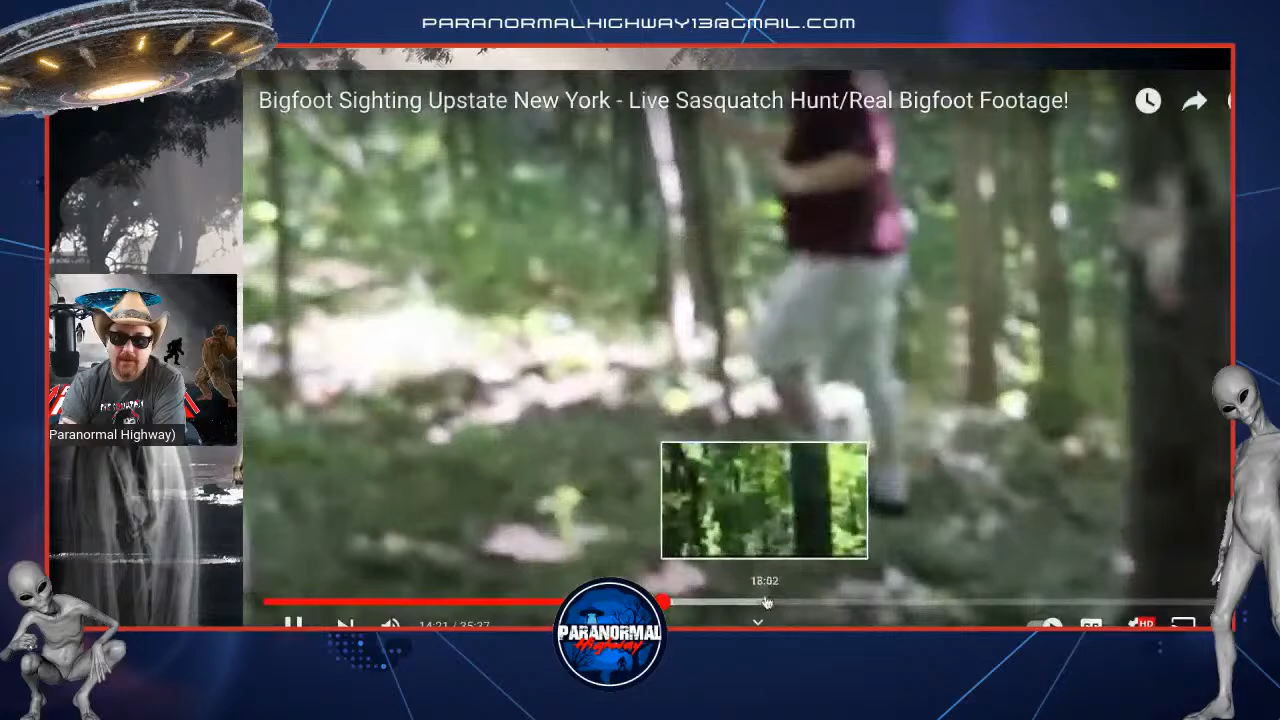 PARANORMALHIGHWAY13@GMAIL.COM
Bigfoot Sighting Upstate New York - Live Sasquatch Hunt/Real Bigfoot Footage!
Paranormal Highway)
18:02
14:21 / 35:37
HD
PARANORMAL
Highway